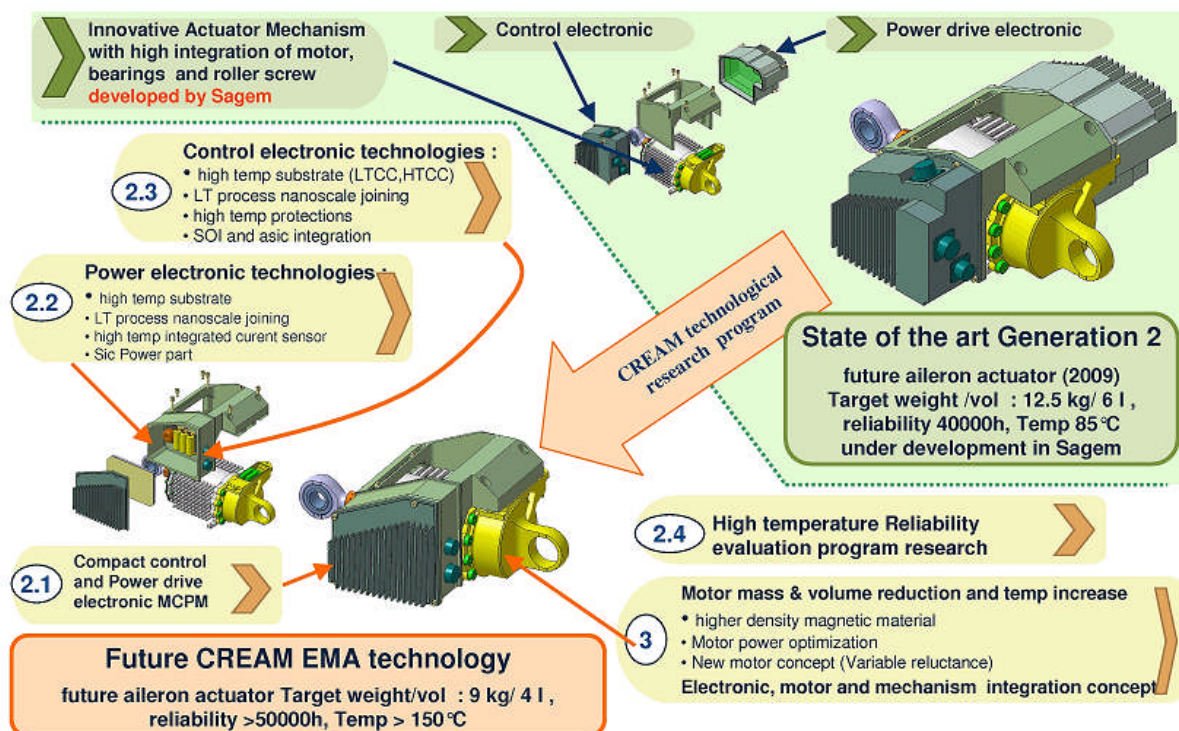 Innovative Actuator Mechanism
with high integration of motor,
bearings and roller screw
developed by Sagem
Control electronic
Power drive electronic
Control electronic technologies :
2.3
• high temp substrate (LTCC,HTCC)
• LT process nanoscale joining
• high temp protections
• SOI and asic integration
Power electronic technologies :
2.2
• high temp substrate
• LT process nanoscale joining
• high temp integrated curent sensor
• Sic Power part
CREAM technological
research program
State of the art Generation 2
future aileron actuator (2009)
Target weight /vol : 12.5 kg/ 6 l ,
reliability 40000h, Temp 85°C
under development in Sagem
2.1
Compact control
and Power drive
electronic MCPM
2.4
High temperature Reliability
evaluation program research
3
Motor mass & volume reduction and temp increase
• higher density magnetic material
• Motor power optimization
• New motor concept (Variable reluctance)
Electronic, motor and mechanism integration concept
Future CREAM EMA technology
future aileron actuator Target weight/vol : 9 kg/ 4 l ,
reliability >50000h, Temp > 150°C